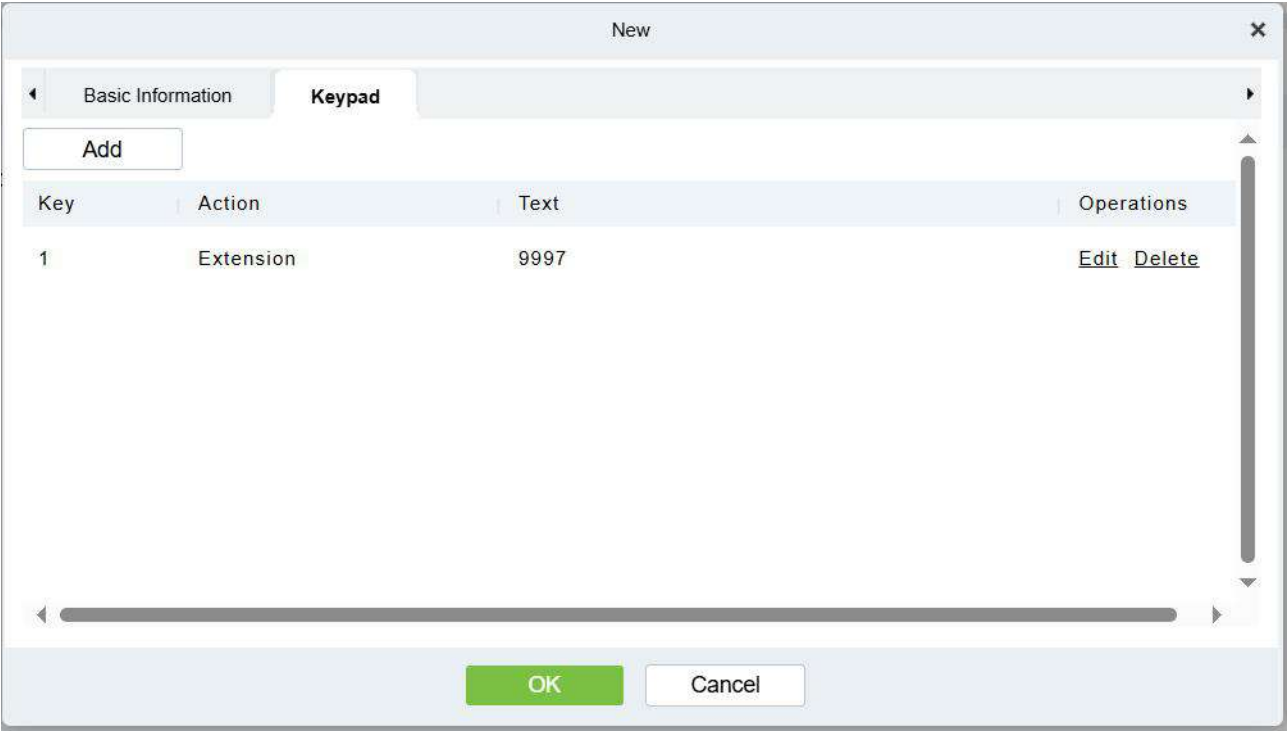 New
Basic Information Keypad
Add
Key Action Text Operations
1 Extension 9997 Edit Delete
OK Cancel